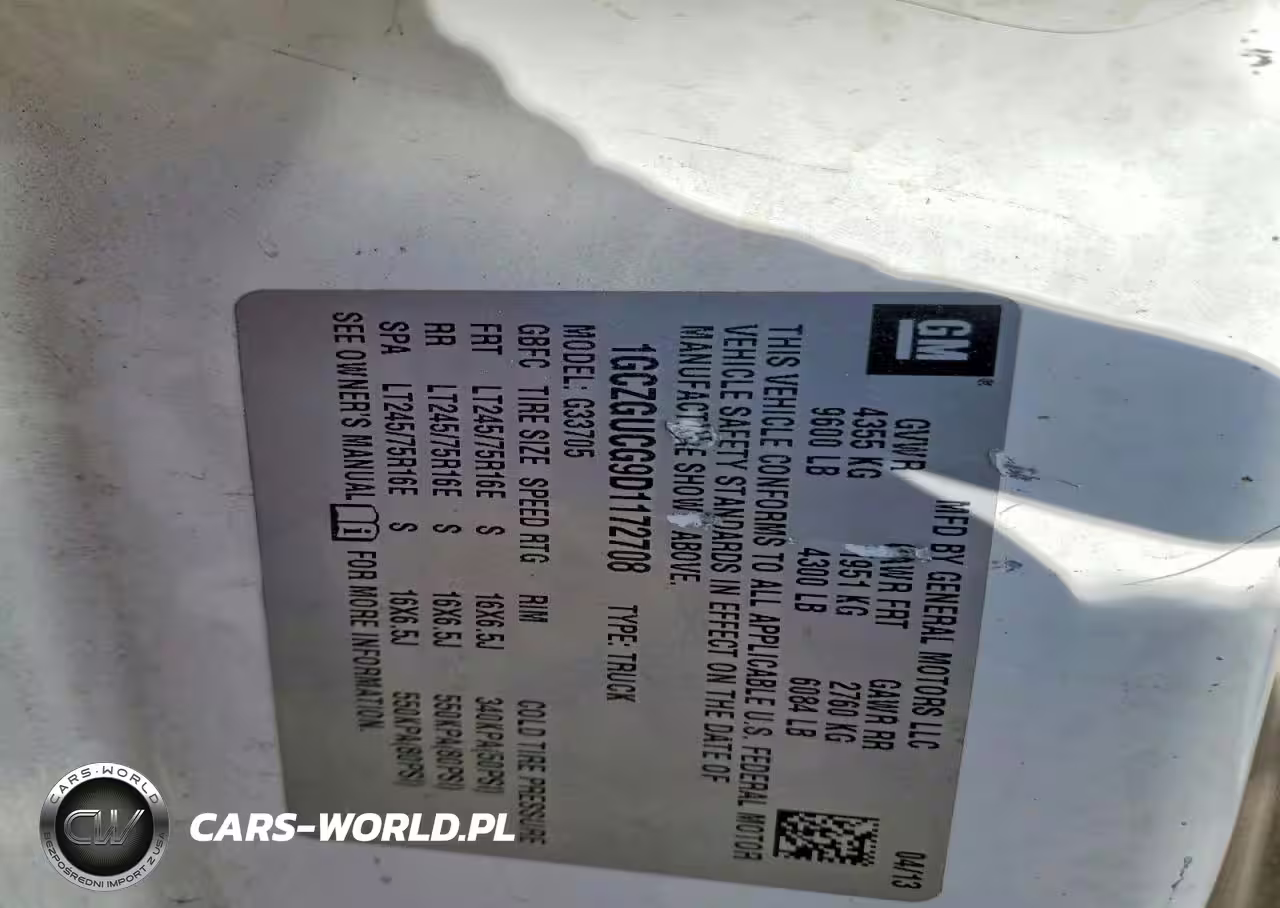 GM
MFD BY GENERAL MOTORS LLC
04/13
GVWR GAWR FRT GAWR RR
4355 KG 1951 KG 2760 KG
9600 LB 4300 LB 6084 LB
THIS VEHICLE CONFORMS TO ALL APPLICABLE U.S. FEDERAL MOTOR
VEHICLE SAFETY STANDARDS IN EFFECT ON THE DATE OF
MANUFACTURE SHOWN ABOVE.
1GCZGUCG9D1172708 TYPE: TRUCK
MODEL: G33705
GBFC TIRE SIZE SPEED RTG RIM COLD TIRE PRESSURE
FRT LT245/75R16E S 16X6.5J 340KPA(50PSI)
RR LT245/75R16E S 16X6.5J 550KPA(80PSI)
SPA LT245/75R16E S 16X6.5J 550KPA(80PSI)
SEE OWNER'S MANUAL FOR MORE INFORMATION.
CARS-WORLD
CW
BEZPOŚREDNI IMPORT Z USA
CARS-WORLD.PL